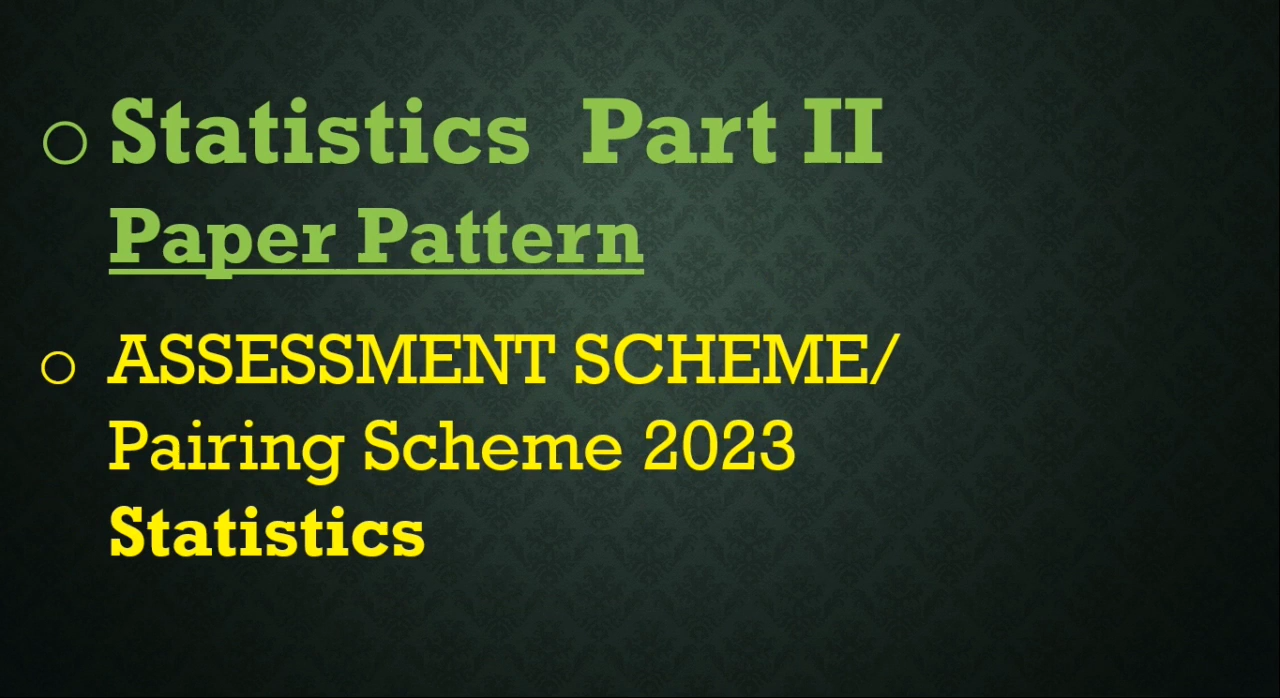 Statistics Part II
Paper Pattern
ASSESSMENT SCHEME/
Pairing Scheme 2023
Statistics